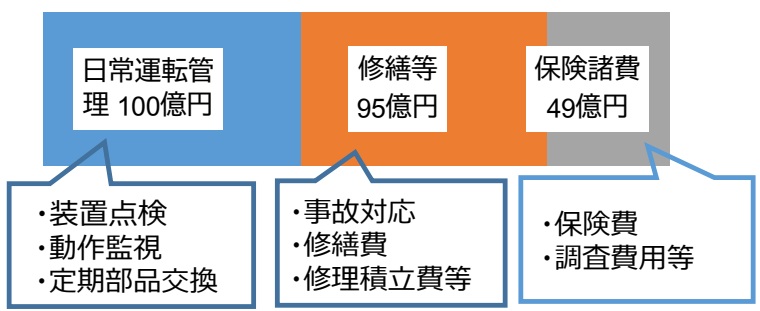 日常運転管
理 100億円
修繕等
95億円
保険諸費
49億円
・装置点検
・動作監視
・定期部品交換
・事故対応
・修繕費
・修理積立費等
・保険費
・調査費用等